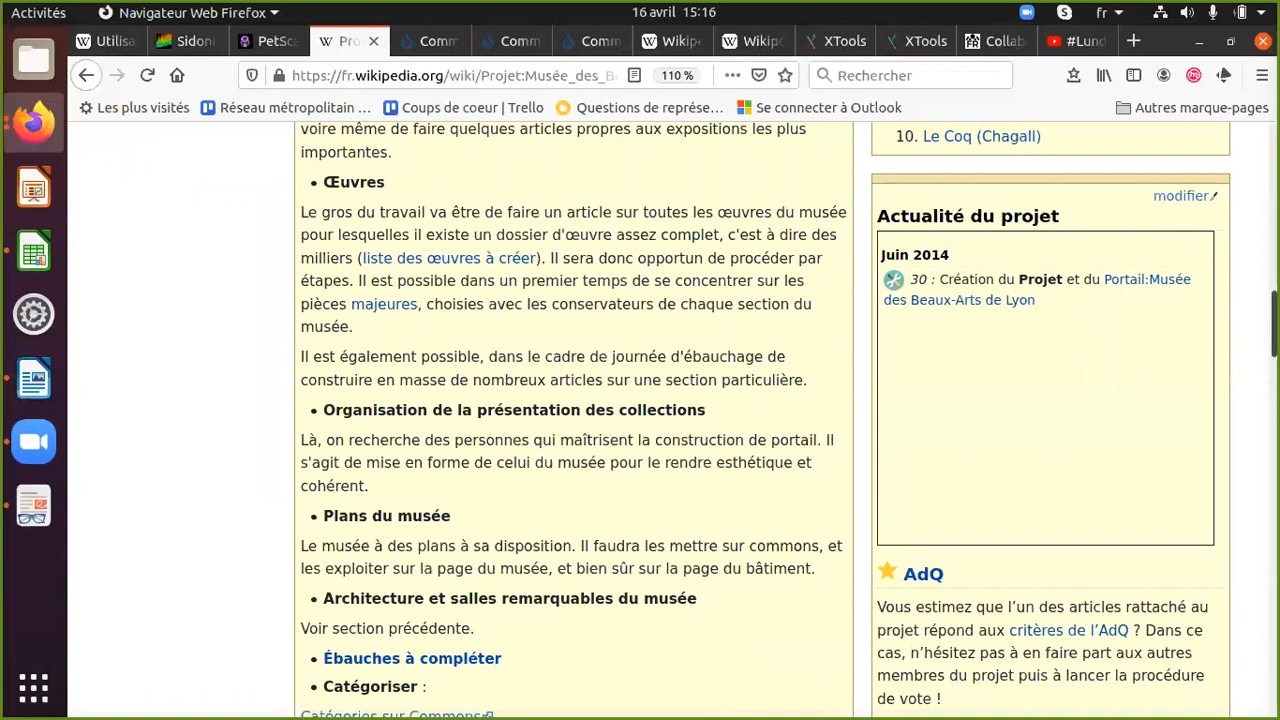 Activités
Navigateur Web Firefox
16 avril 15:16
fr
Utilisa
Sidoni
PetSca
Pro
Comm
Comm
Comm
Wikip
Wikip
XTools
XTools
Collab
#Lund
https://fr.wikipedia.org/wiki/Projet:Musée_des_B
110 %
Rechercher
Les plus visités
Réseau métropolitain …
Coups de coeur | Trello
Questions de représe…
Se connecter à Outlook
Autres marque-pages
voire même de faire quelques articles propres aux expositions les plus
importantes.
• Œuvres
Le gros du travail va être de faire un article sur toutes les œuvres du musée
pour lesquelles il existe un dossier d'œuvre assez complet, c'est à dire des
milliers (liste des œuvres à créer). Il sera donc opportun de procéder par
étapes. Il est possible dans un premier temps de se concentrer sur les
pièces majeures, choisies avec les conservateurs de chaque section du
musée.
Il est également possible, dans le cadre de journée d'ébauchage de
construire en masse de nombreux articles sur une section particulière.
• Organisation de la présentation des collections
Là, on recherche des personnes qui maîtrisent la construction de portail. Il
s'agit de mise en forme de celui du musée pour le rendre esthétique et
cohérent.
• Plans du musée
Le musée à des plans à sa disposition. Il faudra les mettre sur commons, et
les exploiter sur la page du musée, et bien sûr sur la page du bâtiment.
• Architecture et salles remarquables du musée
Voir section précédente.
• Ébauches à compléter
• Catégoriser :
Catégories sur Commons
10. Le Coq (Chagall)
modifier
Actualité du projet
Juin 2014
30 : Création du Projet et du Portail:Musée
des Beaux-Arts de Lyon
AdQ
Vous estimez que l’un des articles rattaché au
projet répond aux critères de l’AdQ ? Dans ce
cas, n’hésitez pas à en faire part aux autres
membres du projet puis à lancer la procédure
de vote !